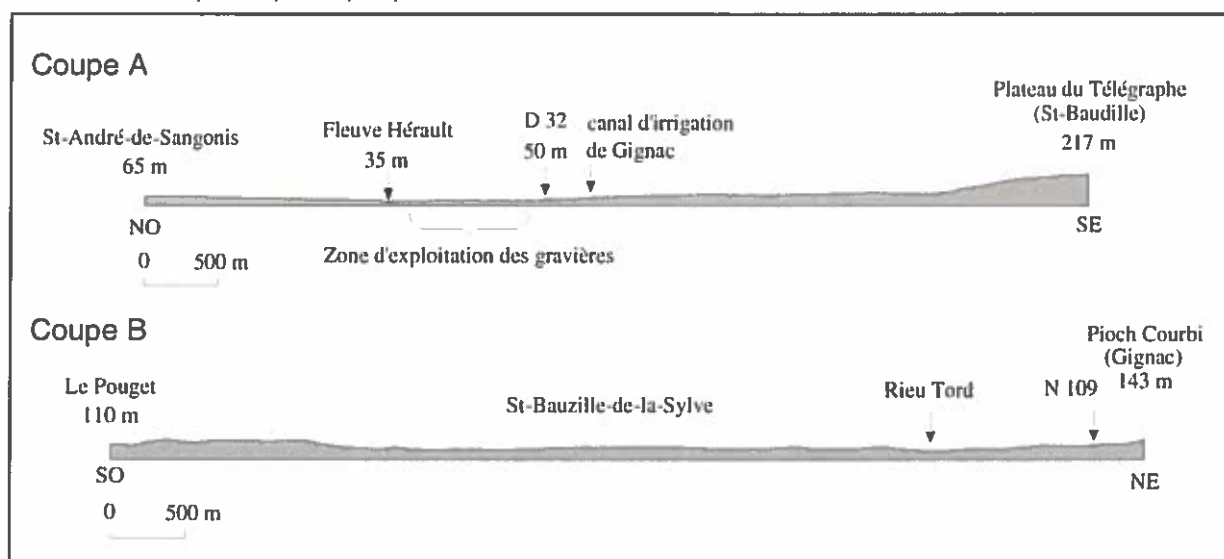 Coupe A
St-André-de-Sangonis
65 m
Fleuve Hérault
35 m
D 32
50 m
canal d'irrigation
de Gignac
Plateau du Télégraphe
(St-Baudille)
217 m
NO
SE
0 500 m
Zone d'exploitation des gravières
Coupe B
Le Pouget
110 m
St-Bauzille-de-la-Sylve
Rieu Tord
N 109
Pioch Courbi
(Gignac)
143 m
SO
NE
0 500 m